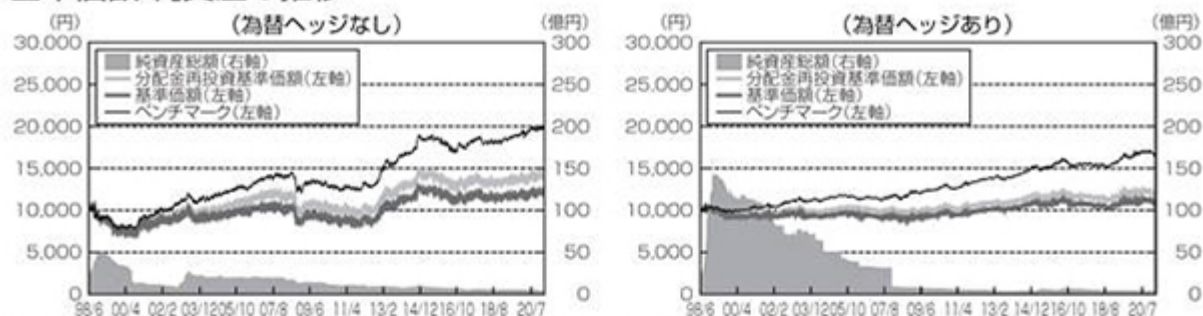 (円)
(為替ヘッジなし)
(億円)
30,000
300
純資産総額(右軸)
分配金再投資基準価額(左軸)
基準価額(左軸)
ベンチマーク(左軸)
25,000
250
20,000
200
15,000
150
10,000
100
5,000
50
0
0
98/6 00/4 02/2 03/12 05/10 07/8 09/6 11/4 13/2 14/12 16/10 18/8 20/7
(円)
(為替ヘッジあり)
(億円)
30,000
300
純資産総額(右軸)
分配金再投資基準価額(左軸)
基準価額(左軸)
ベンチマーク(左軸)
25,000
250
20,000
200
15,000
150
10,000
100
5,000
50
0
0
98/6 00/4 02/2 03/12 05/10 07/8 09/6 11/4 13/2 14/12 16/10 18/8 20/7